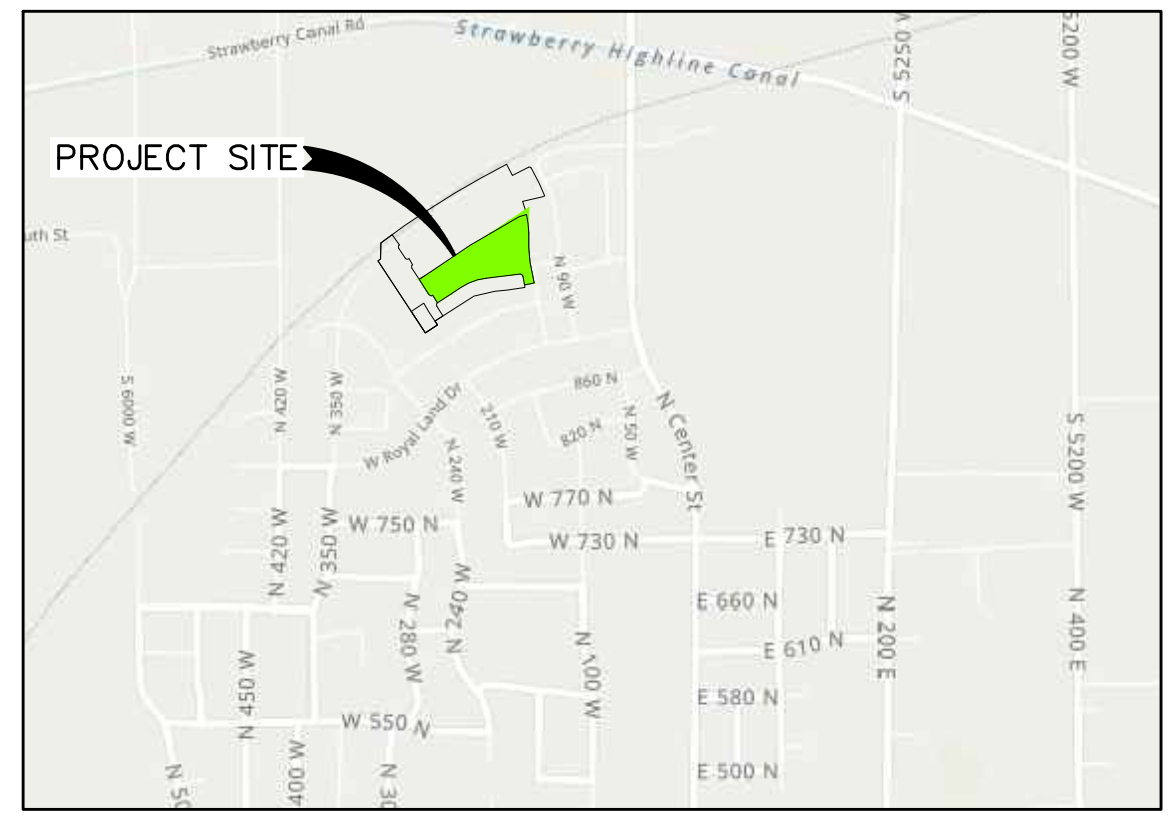 Strawberry Canal Rd
Strawberry Highline Canal
S 5250 W
5200 W
PROJECT SITE
uth St
N 90 W
S 6000 W
N 420 W
N 350 W
860 N
W Royal Land Dr
210 W
820 N
N 50 W
N Center St
N 240 W
S 5200 W
W 770 N
N 420 W
N 350 W
W 750 N
W 730 N
E 730 N
N 280 W
N 240 W
E 660 N
N 200 E
N 400 E
N 100 W
E 610 N
N 450 W
E 580 N
W 550 N
N 50
400 W
N 30
E 500 N